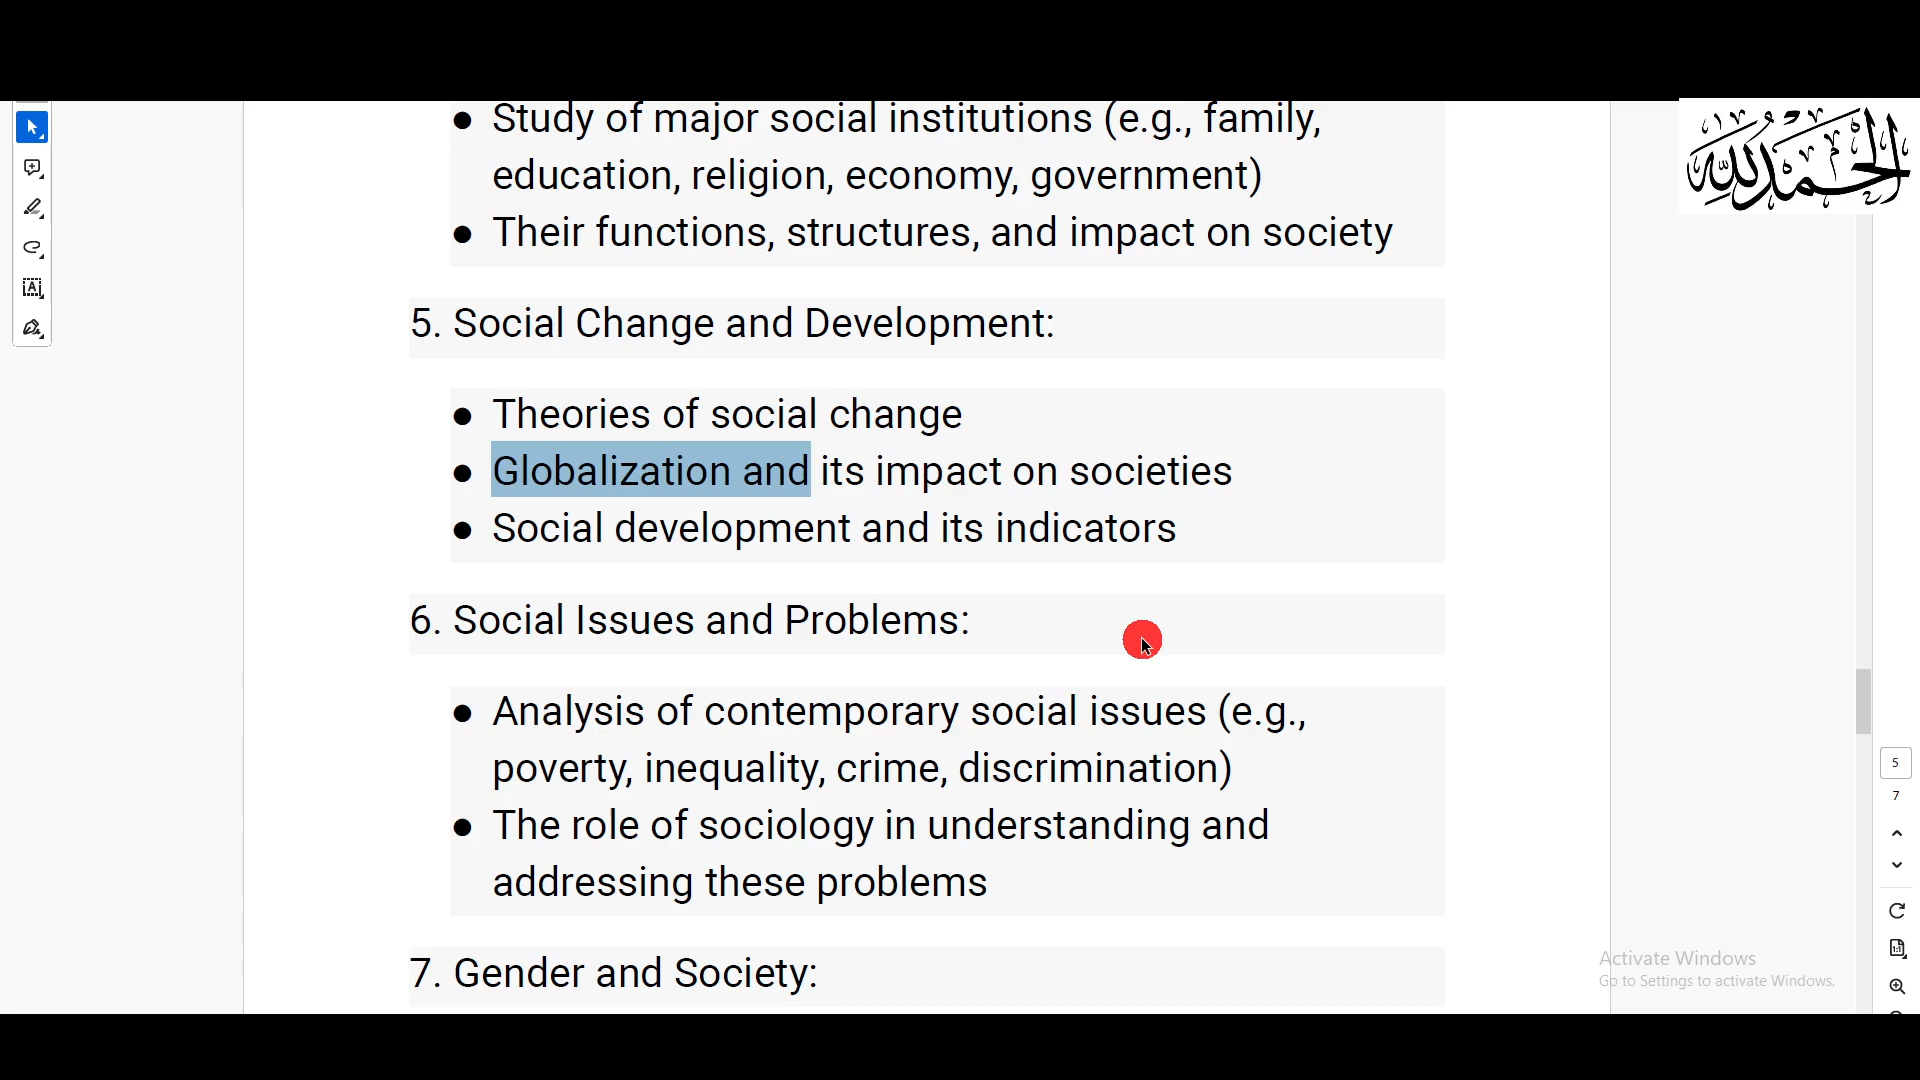 • Study of major social institutions (e.g., family,
education, religion, economy, government)
• Their functions, structures, and impact on society
5. Social Change and Development:
• Theories of social change
• Globalization and its impact on societies
• Social development and its indicators
6. Social Issues and Problems:
• Analysis of contemporary social issues (e.g.,
poverty, inequality, crime, discrimination)
• The role of sociology in understanding and
addressing these problems
7. Gender and Society:
الحمد لله
5
7
Activate Windows
Go to Settings to activate Windows.